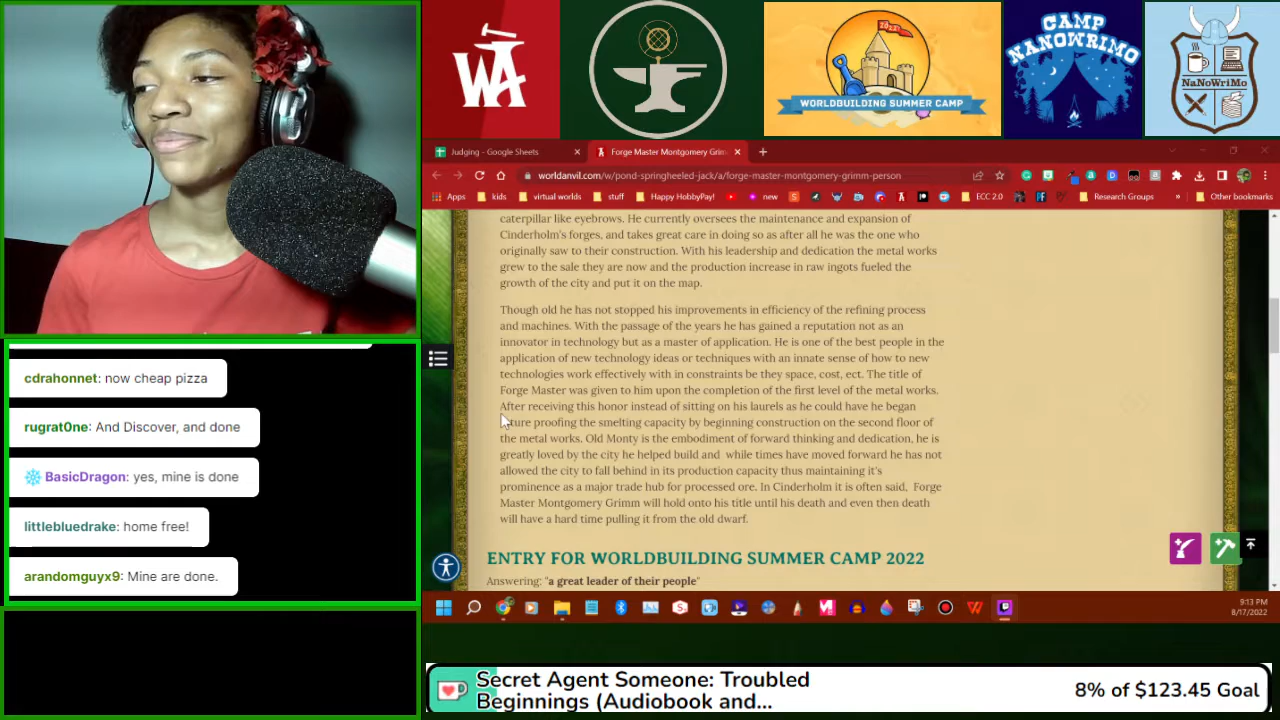 WA
2022
WORLDBUILDING SUMMER CAMP
CAMP
NANOWRIMO
NaNoWriMo
Judging - Google Sheets
Forge Master Montgomery Grim
worldanvil.com/w/pond-springheeled-jack/a/forge-master-montgomery-grimm-person
Apps
kids
virtual worlds
stuff
Happy HobbyPay!
new
ECC 2.0
Research Groups
Other bookmarks
caterpillar like eyebrows. He currently oversees the maintenance and expansion of
Cinderholm's forges, and takes great care in doing so as after all he was the one who
originally saw to their construction. With his leadership and dedication the metal works
grew to the sale they are now and the production increase in raw ingots fueled the
growth of the city and put it on the map.
Though old he has not stopped his improvements in efficiency of the refining process
and machines. With the passage of the years he has gained a reputation not as an
innovator in technology but as a master of application. He is one of the best people in the
application of new technology ideas or techniques with an innate sense of how to new
technologies work effectively with in constraints be they space, cost, ect. The title of
Forge Master was given to him upon the completion of the first level of the metal works.
After receiving this honor instead of sitting on his laurels as he could have he began
ture proofing the smelting capacity by beginning construction on the second floor of
the metal works. Old Monty is the embodiment of forward thinking and dedication, he is
greatly loved by the city he helped build and while times have moved forward he has not
allowed the city to fall behind in its production capacity thus maintaining it's
prominence as a major trade hub for processed ore. In Cinderholm it is often said, Forge
Master Montgomery Grimm will hold onto his title until his death and even then death
will have a hard time pulling it from the old dwarf.
ENTRY FOR WORLDBUILDING SUMMER CAMP 2022
Answering: "a great leader of their people"
9:13 PM
8/17/2022
cdrahonnet: now cheap pizza
rugrat0ne: And Discover, and done
BasicDragon: yes, mine is done
littlebluedrake: home free!
arandomguyx9: Mine are done.
Secret Agent Someone: Troubled
Beginnings (Audiobook and...
8% of $123.45 Goal